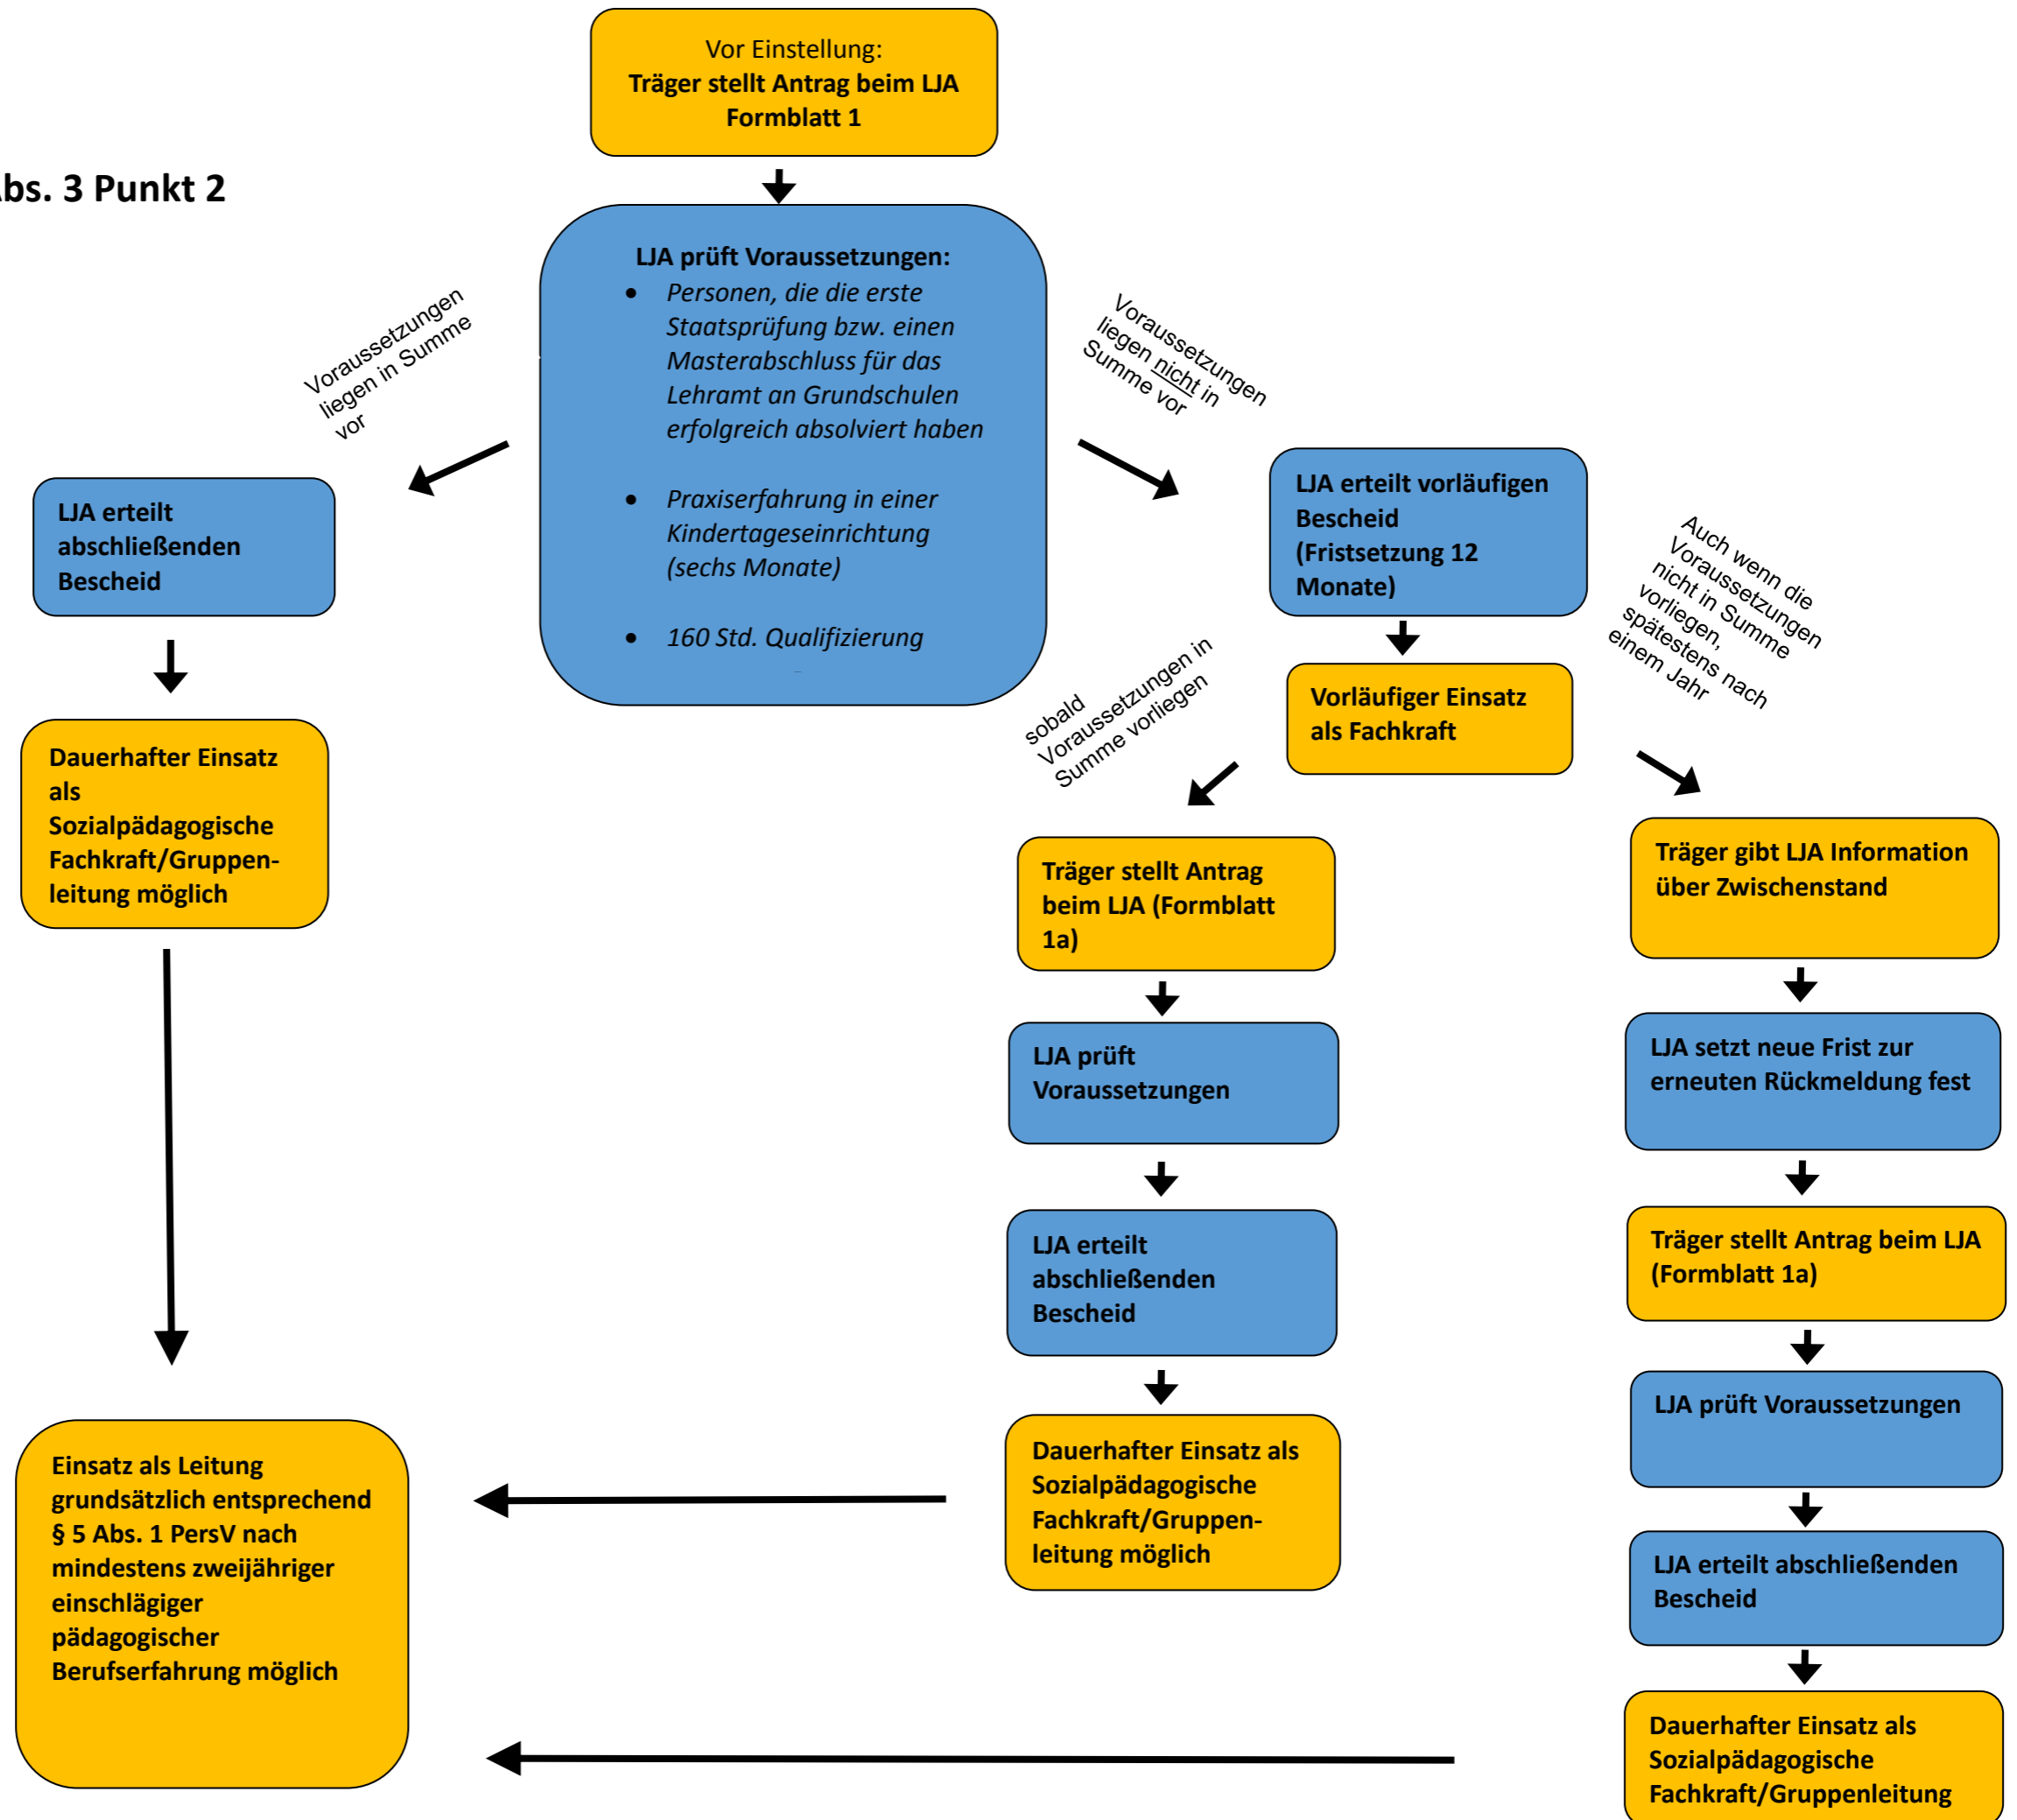 Vor Einstellung:
Träger stellt Antrag beim LJA
Formblatt 1
Abs. 3 Punkt 2
LJA prüft Voraussetzungen:
• Personen, die die erste
Staatsprüfung bzw. einen
Masterabschluss für das
Lehramt an Grundschulen
erfolgreich absolviert haben
• Praxiserfahrung in einer
Kindertageseinrichtung
(sechs Monate)
• 160 Std. Qualifizierung
Voraussetzungen
liegen in Summe
vor
Voraussetzungen
liegen nicht in
Summe vor
LJA erteilt
abschließenden
Bescheid
Dauerhafter Einsatz
als
Sozialpädagogische
Fachkraft/Gruppen-
leitung möglich
LJA erteilt vorläufigen
Bescheid
(Fristsetzung 12
Monate)
Vorläufiger Einsatz
als Fachkraft
sobald
Voraussetzungen in
Summe vorliegen
Auch wenn die
Voraussetzungen
nicht in Summe
vorliegen,
spätestens nach
einem Jahr
Träger stellt Antrag
beim LJA (Formblatt
1a)
LJA prüft
Voraussetzungen
LJA erteilt
abschließenden
Bescheid
Dauerhafter Einsatz als
Sozialpädagogische
Fachkraft/Gruppen-
leitung möglich
Träger gibt LJA Information
über Zwischenstand
LJA setzt neue Frist zur
erneuten Rückmeldung fest
Träger stellt Antrag beim LJA
(Formblatt 1a)
LJA prüft Voraussetzungen
LJA erteilt abschließenden
Bescheid
Dauerhafter Einsatz als
Sozialpädagogische
Fachkraft/Gruppenleitung
Einsatz als Leitung
grundsätzlich entsprechend
§ 5 Abs. 1 PersV nach
mindestens zweijähriger
einschlägiger
pädagogischer
Berufserfahrung möglich